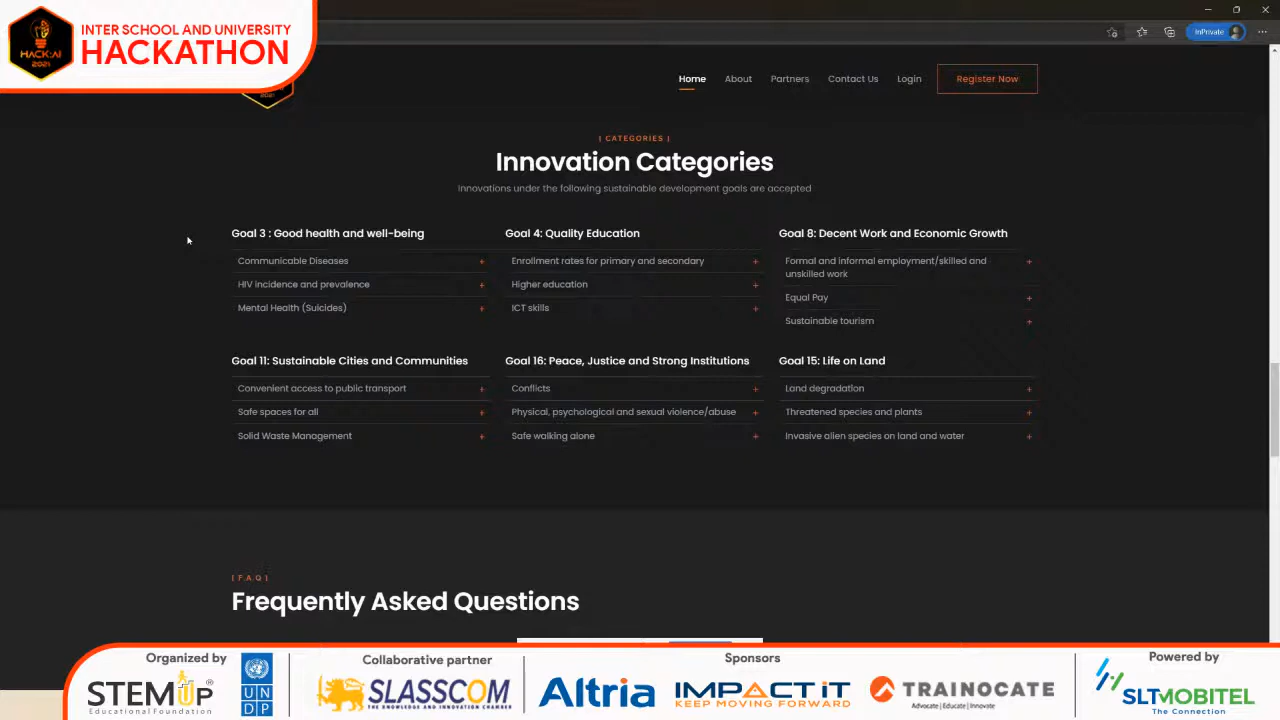 HACK:AI
2021
INTER SCHOOL AND UNIVERSITY
HACKATHON
InPrivate
2021
Home
About
Partners
Contact Us
Login
Register Now
[ CATEGORIES ]
Innovation Categories
Innovations under the following sustainable development goals are accepted
Goal 3 : Good health and well-being
Communicable Diseases +
HIV incidence and prevalence +
Mental Health (Suicides) +
Goal 4: Quality Education
Enrollment rates for primary and secondary +
Higher education +
ICT skills +
Goal 8: Decent Work and Economic Growth
Formal and informal employment/skilled and +
unskilled work
Equal Pay +
Sustainable tourism +
Goal 11: Sustainable Cities and Communities
Convenient access to public transport +
Safe spaces for all +
Solid Waste Management +
Goal 16: Peace, Justice and Strong Institutions
Conflicts +
Physical, psychological and sexual violence/abuse +
Safe walking alone +
Goal 15: Life on Land
Land degradation +
Threatened species and plants +
Invasive alien species on land and water +
[ F.A.Q ]
Frequently Asked Questions
Organized by
STEMUP®
Educational Foundation
U N
D P
Collaborative partner
SLASSCOM
THE KNOWLEDGE AND INNOVATION CHAMBER
Sponsors
Altria
IMPACT iT
KEEP MOVING FORWARD
TRAINOCATE
Advocate | Educate | Innovate
Powered by
SLTMOBITEL
The Connection